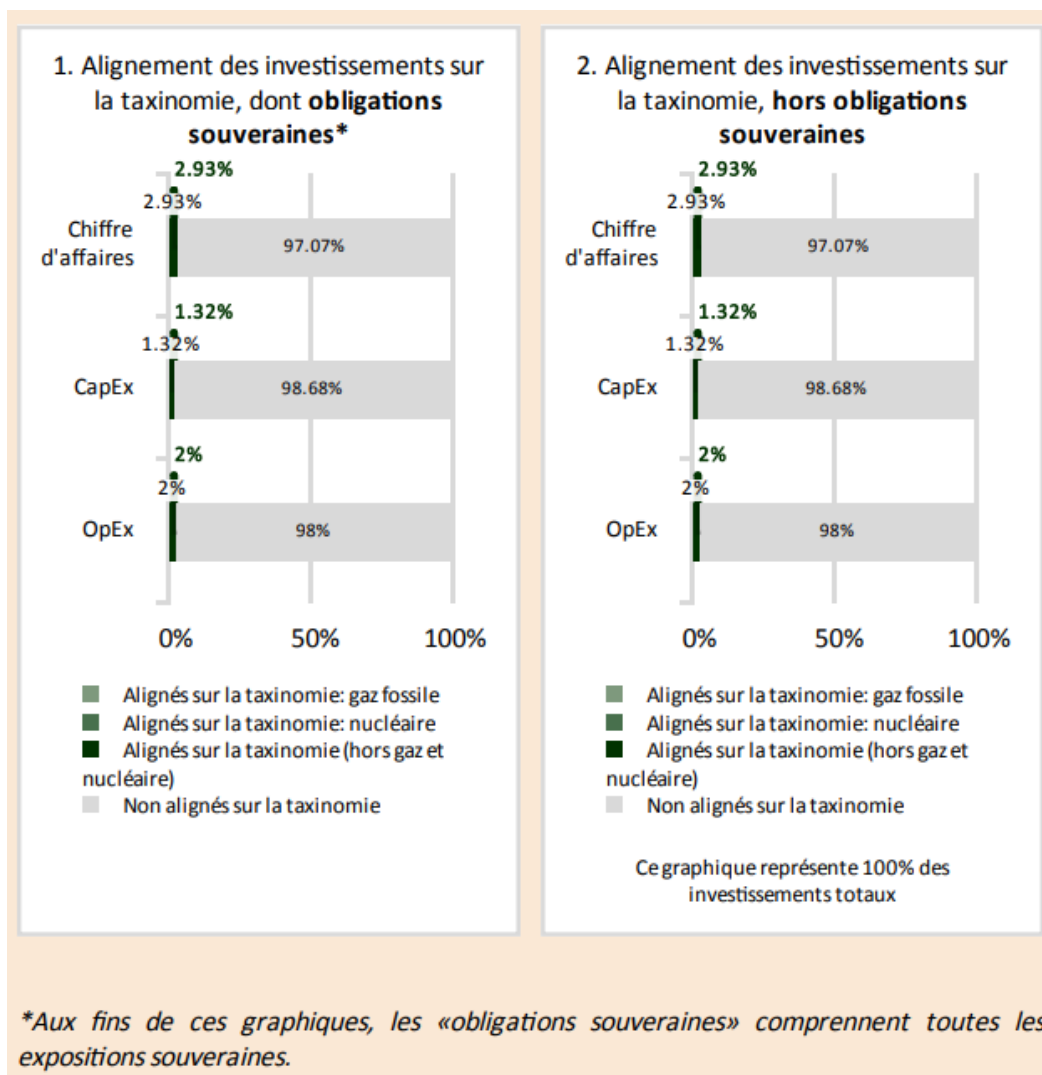 1. Alignement des investissements sur
la taxinomie, dont obligations
souveraines*
2.93%
2.93%
Chiffre
d'affaires
97.07%
1.32%
1.32%
CapEx
98.68%
2%
2%
OpEx
98%
0%
50%
100%
Alignés sur la taxinomie: gaz fossile
Alignés sur la taxinomie: nucléaire
Alignés sur la taxinomie (hors gaz et
nucléaire)
Non alignés sur la taxinomie
2. Alignement des investissements sur
la taxinomie, hors obligations
souveraines
2.93%
2.93%
Chiffre
d'affaires
97.07%
1.32%
1.32%
CapEx
98.68%
2%
2%
OpEx
98%
0%
50%
100%
Alignés sur la taxinomie: gaz fossile
Alignés sur la taxinomie: nucléaire
Alignés sur la taxinomie (hors gaz et
nucléaire)
Non alignés sur la taxinomie
Ce graphique représente 100% des
investissements totaux
*Aux fins de ces graphiques, les «obligations souveraines» comprennent toutes les
expositions souveraines.